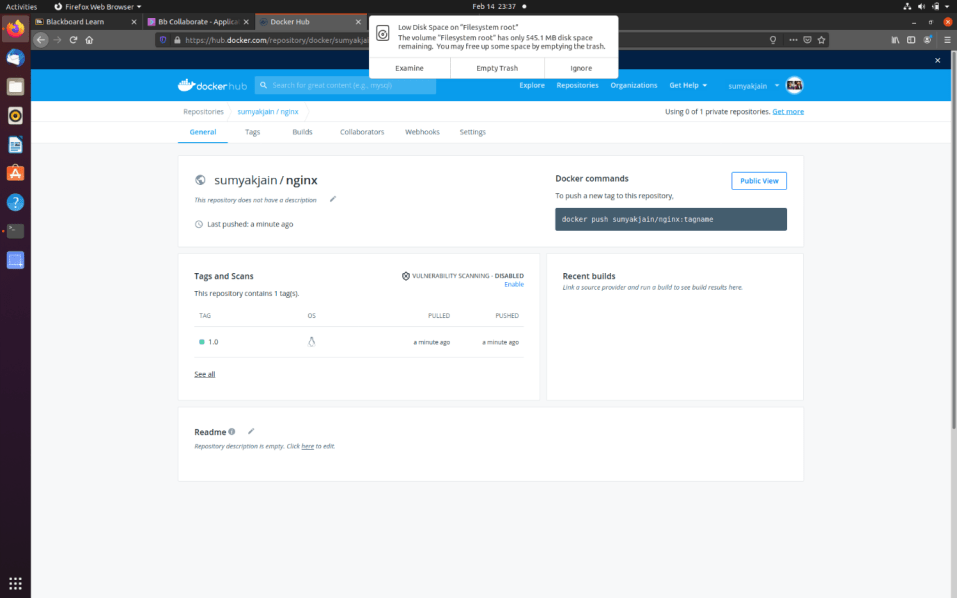 Activities
Firefox Web Browser
Feb 14 23:37
Blackboard Learn
Bb Collaborate - Applicat
Docker Hub
https://hub.docker.com/repository/docker/sumyakjai
Low Disk Space on "Filesystem root"
The volume "Filesystem root" has only 545.1 MB disk space
remaining. You may free up some space by emptying the trash.
Examine
Empty Trash
Ignore
docker hub
Search for great content (e.g., mysql)
Explore
Repositories
Organizations
Get Help
sumyakjain
Repositories
sumyakjain / nginx
Using 0 of 1 private repositories. Get more
General
Tags
Builds
Collaborators
Webhooks
Settings
sumyakjain / nginx
This repository does not have a description
Last pushed: a minute ago
Docker commands
Public View
To push a new tag to this repository,
docker push sumyakjain/nginx:tagname
Tags and Scans
VULNERABILITY SCANNING - DISABLED
Enable
This repository contains 1 tag(s).
TAG OS PULLED PUSHED
1.0 a minute ago a minute ago
See all
Recent builds
Link a source provider and run a build to see build results here.
Readme
Repository description is empty. Click here to edit.